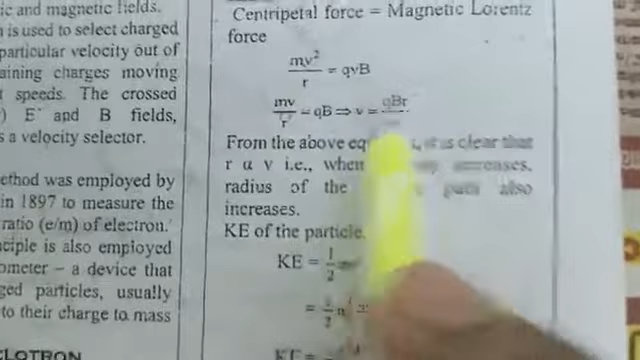 ic and magnetic fields.
is used to select charged
particular velocity out of
aining charges moving
speeds. The crossed
) E and B fields,
s a velocity selector.
ethod was employed by
in 1897 to measure the
ratio (e/m) of electron.
ciple is also employed
ometer – a device that
ged particles, usually
to their charge to mass
CLOTRON
Centripetal force = Magnetic Lorentz
force
mv²/r = qvB
mv/r = qB ⇒ v = qBr
From the above is clear that
r α v i.e., when increases,
radius of the path also
increases.
KE of the particle.
KE = 1/2
= 1/2
KE =